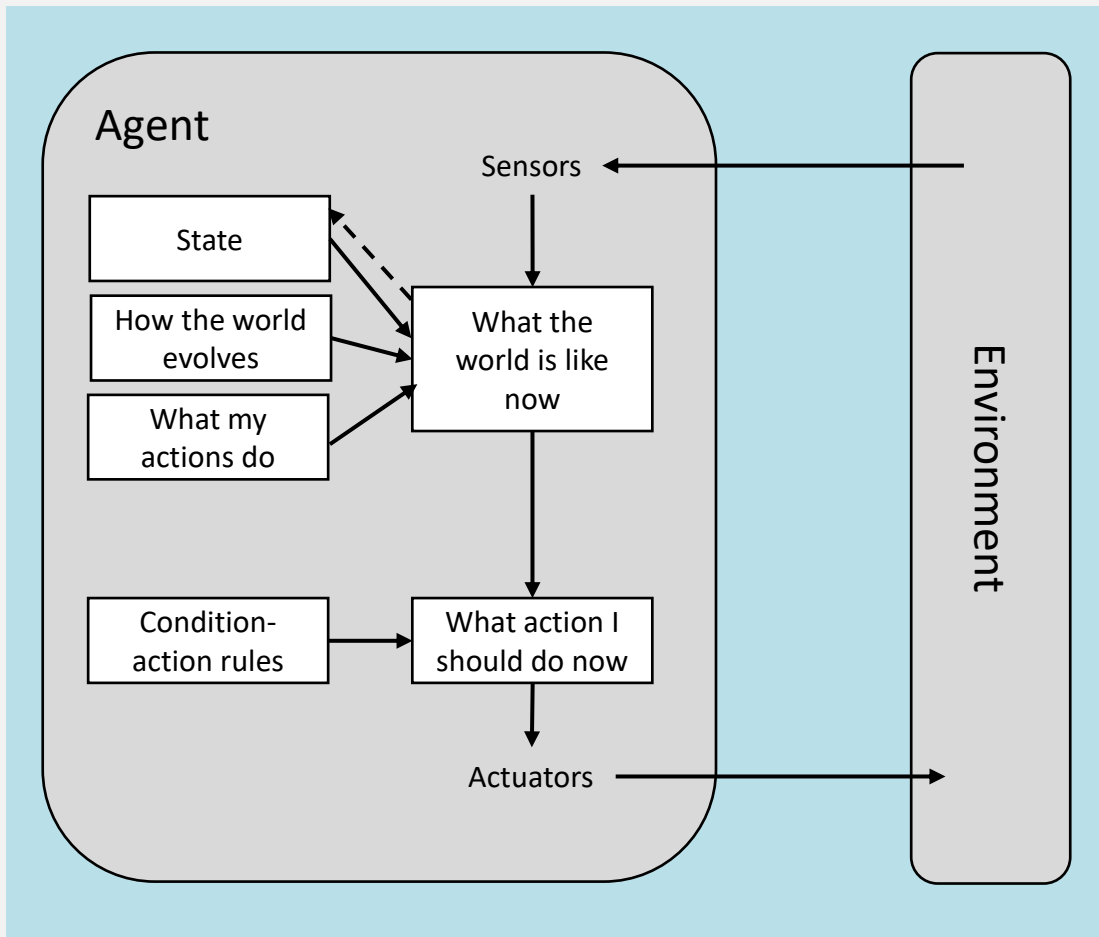 Agent
Sensors
State
How the world
evolves
What my
actions do
What the
world is like
now
Condition-
action rules
What action I
should do now
Actuators
Environment